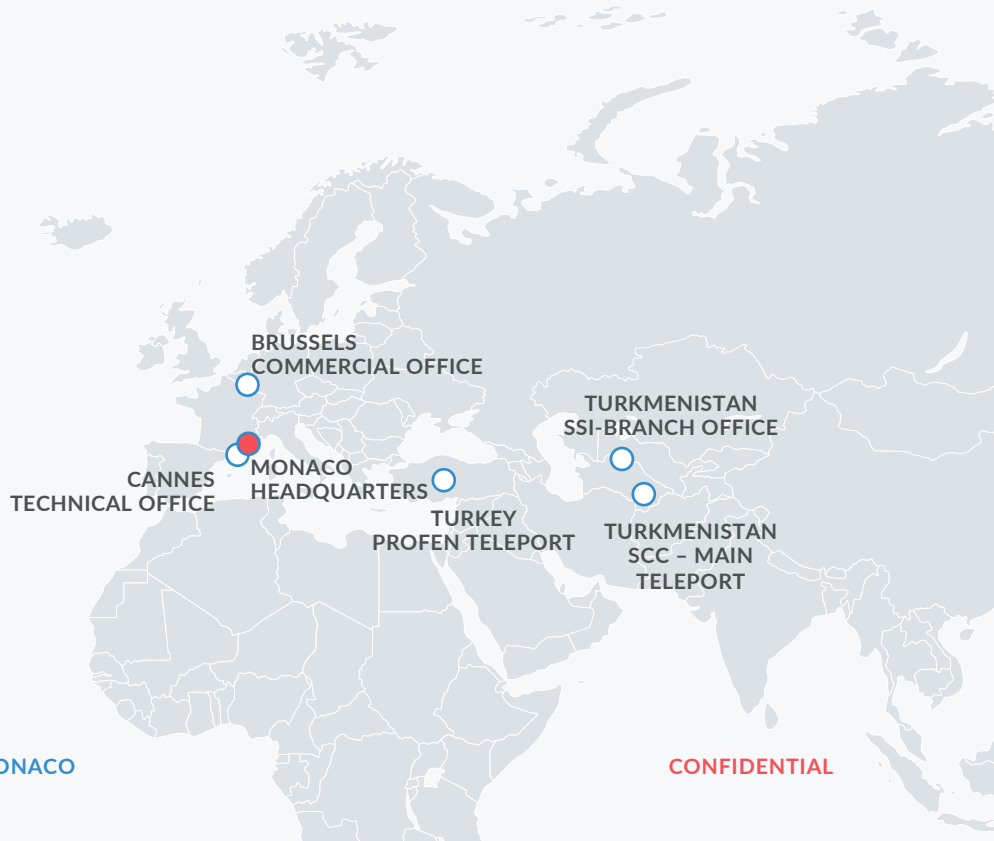 BRUSSELS
COMMERCIAL OFFICE
TURKMENISTAN
SSI-BRANCH OFFICE
MONACO
HEADQUARTERS
CANNES
TECHNICAL OFFICE
TURKEY
PROFEN TELEPORT
TURKMENISTAN
SCC – MAIN
TELEPORT
ONACO
CONFIDENTIAL